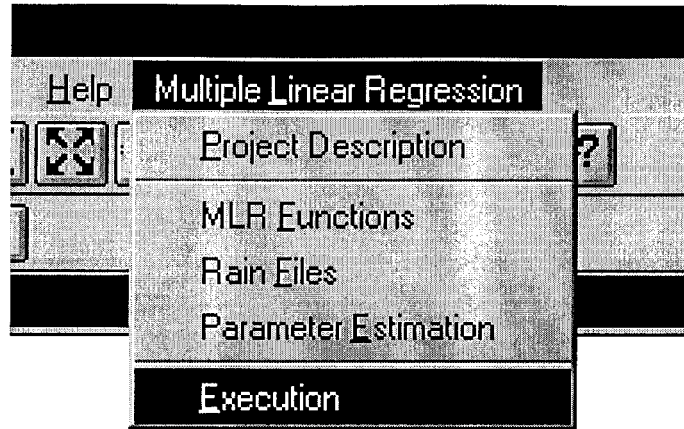 Help Multiple Linear Regression
Project Description
?
MLR Functions
Rain Files
Parameter Estimation
Execution